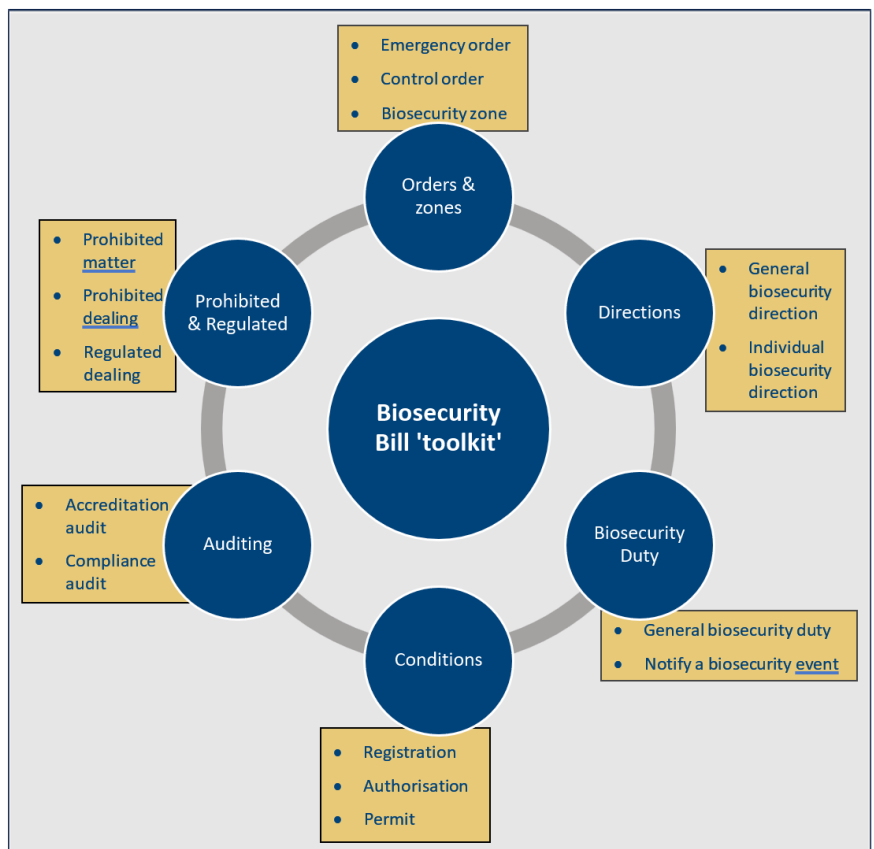 • Emergency order
• Control order
• Biosecurity zone
Orders &
zones
• Prohibited
matter
• Prohibited
dealing
• Regulated
dealing
Prohibited
& Regulated
Directions
• General
biosecurity
direction
• Individual
biosecurity
direction
Biosecurity
Bill 'toolkit'
• Accreditation
audit
• Compliance
audit
Auditing
Biosecurity
Duty
• General biosecurity duty
• Notify a biosecurity event
Conditions
• Registration
• Authorisation
• Permit